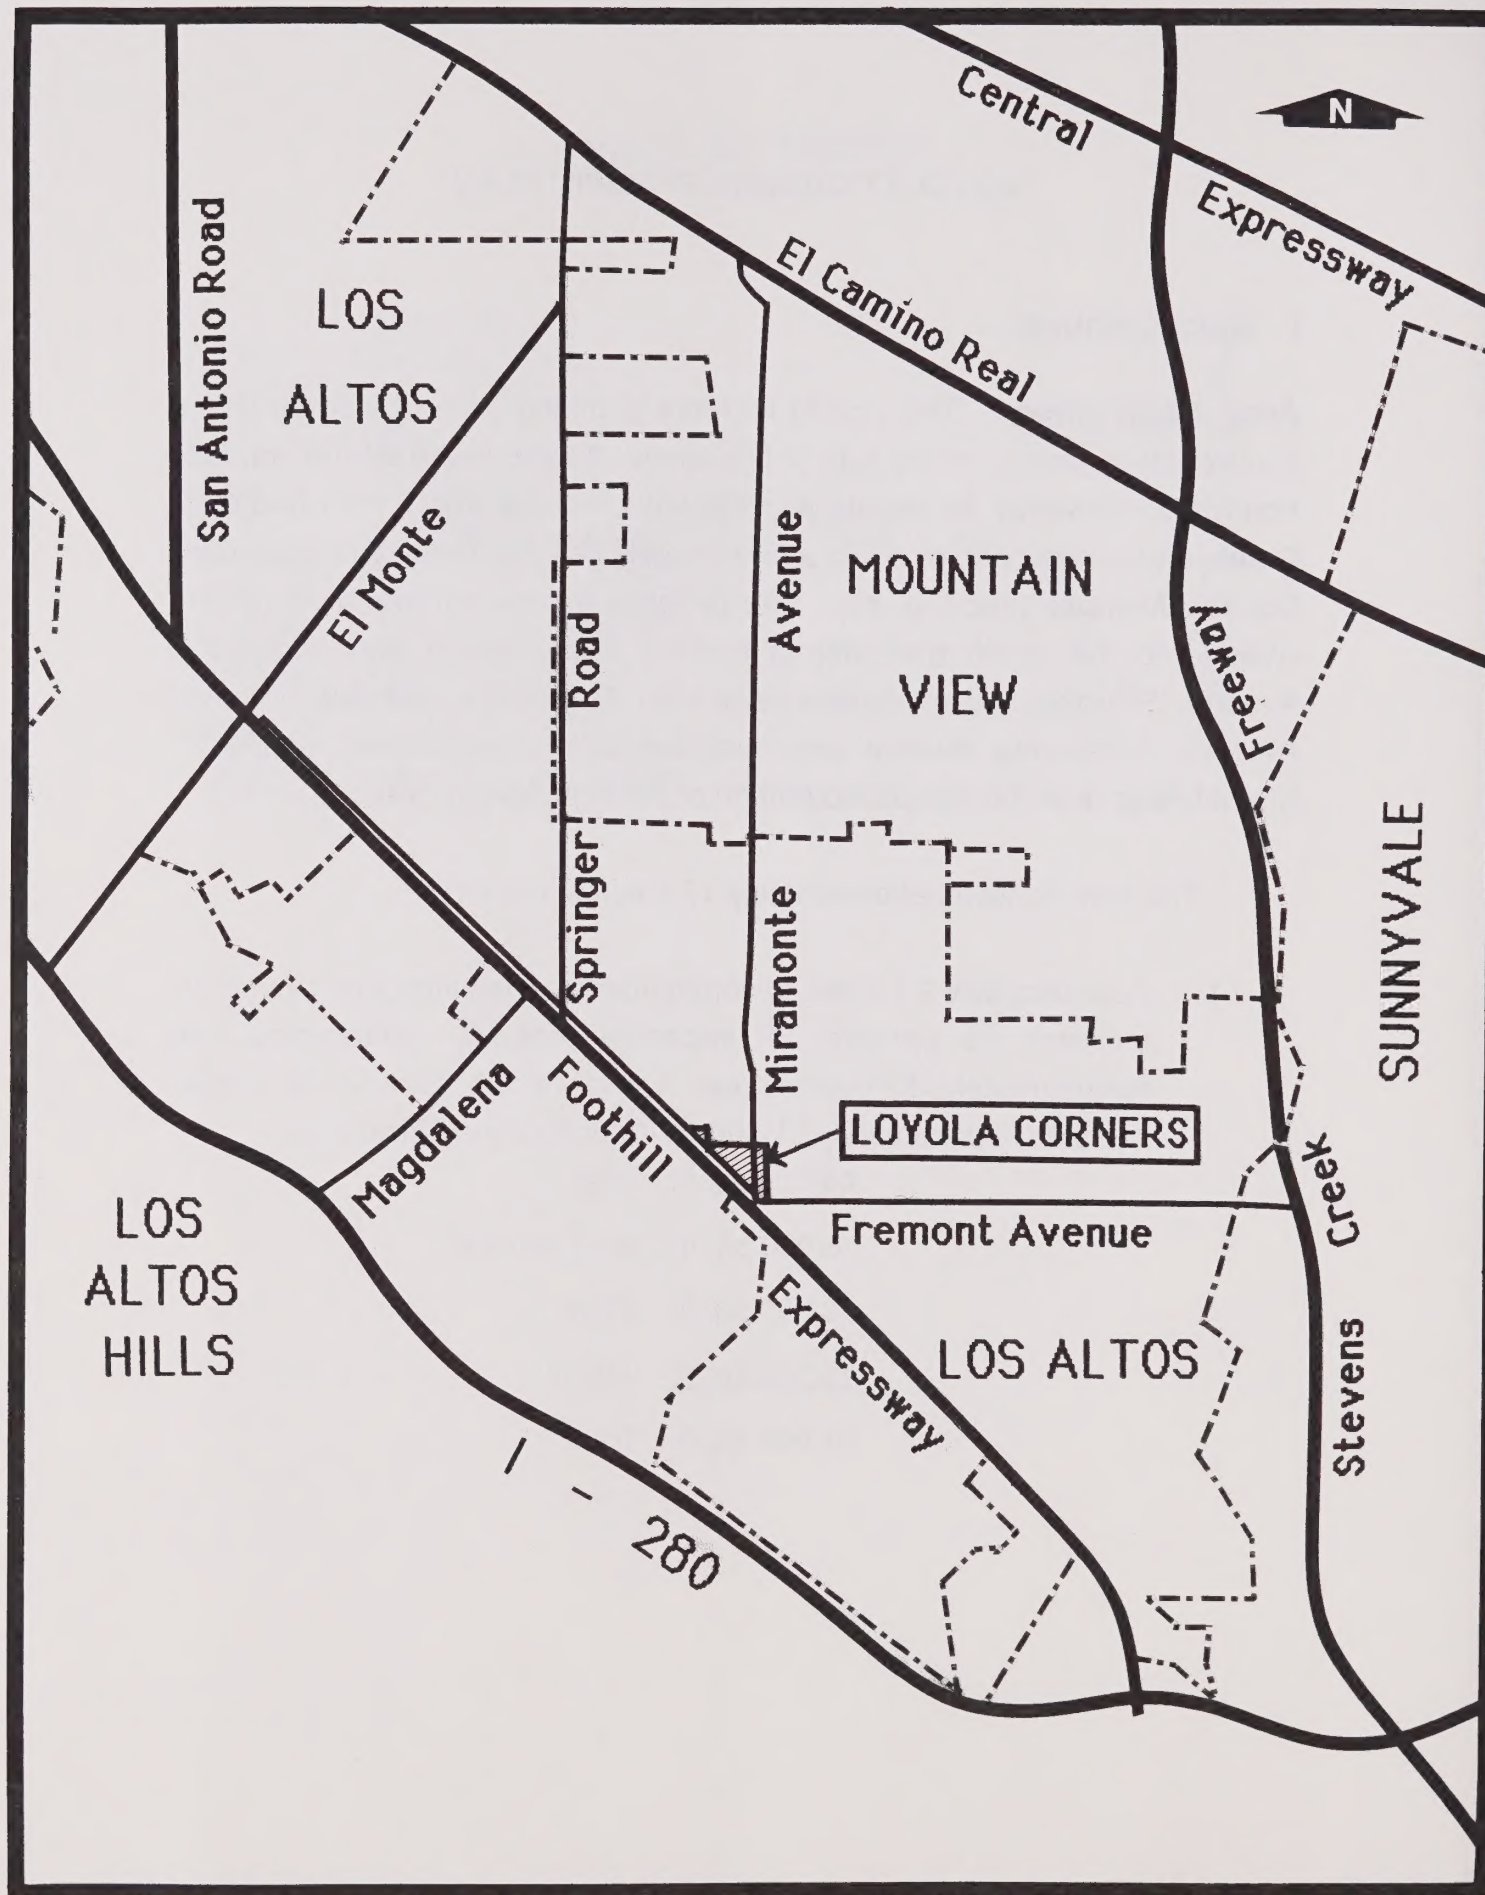 Central
Expressway
N
San Antonio Road
LOS
ALTOS
El Camino Real
El Monte
Springer Road
Miramonte Avenue
MOUNTAIN
VIEW
Stevens Creek Freeway
SUNNYVALE
LOYOLA CORNERS
Magdalena
Foothill Expressway
Fremont Avenue
LOS
ALTOS
HILLS
LOS ALTOS
I - 280